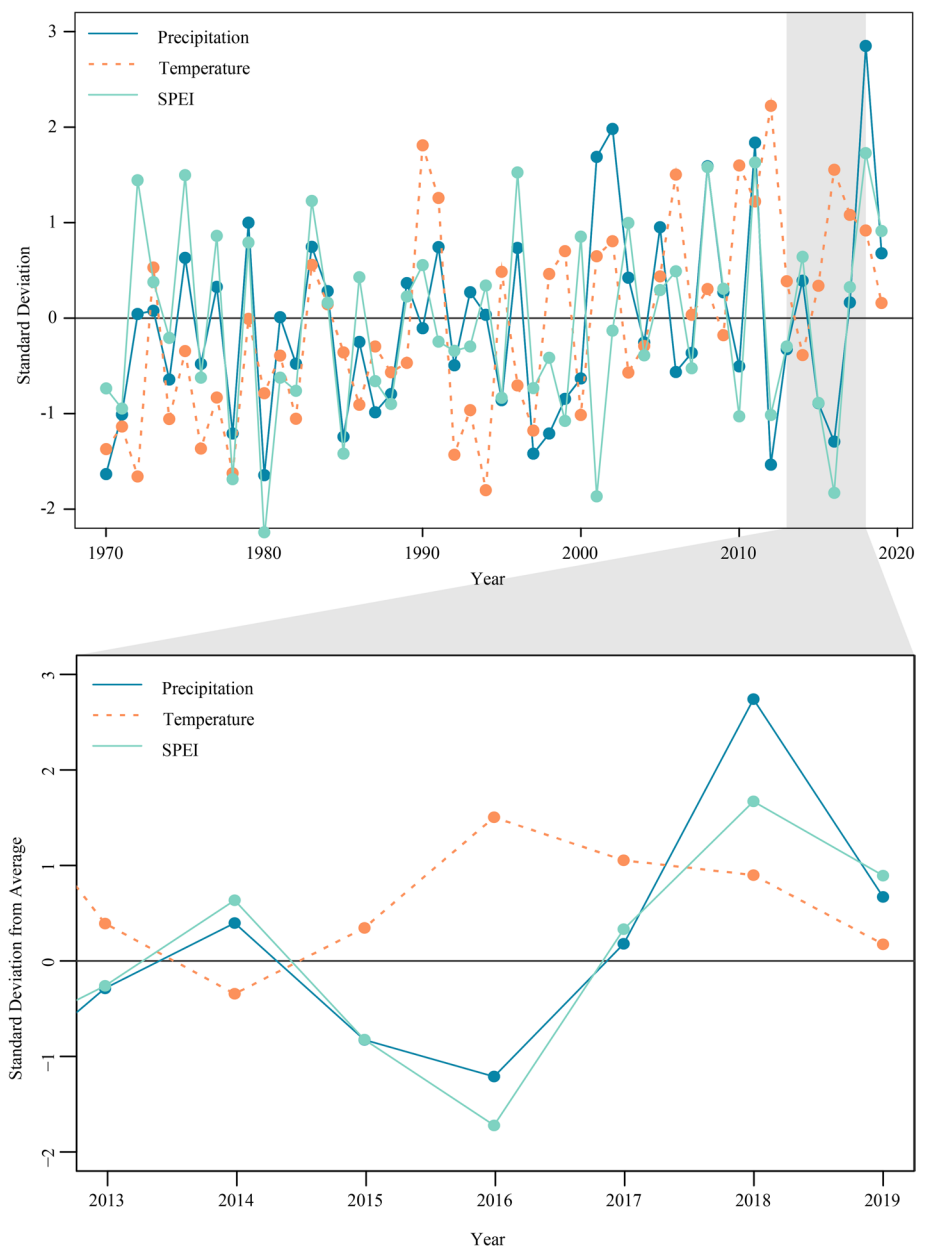 3
Precipitation
Temperature
SPEI
2
1
0
-1
-2
Standard Deviation
1970
1980
1990
2000
2010
2020
Year
3
Precipitation
Temperature
SPEI
2
1
0
−1
−2
Standard Deviation from Average
2013
2014
2015
2016
2017
2018
2019
Year